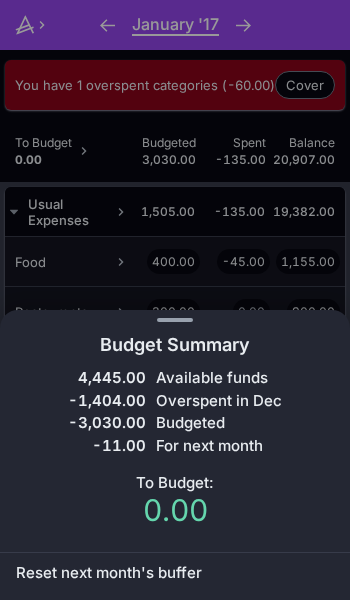 January '17
You have 1 overspent categories (-60.00) Cover
To Budget Budgeted Spent Balance
0.00 3,030.00 -135.00 20,907.00
Usual Expenses 1,505.00 -135.00 19,382.00
Food 400.00 -45.00 1,155.00
Budget Summary
4,445.00 Available funds
-1,404.00 Overspent in Dec
-3,030.00 Budgeted
-11.00 For next month
To Budget:
0.00
Reset next month's buffer